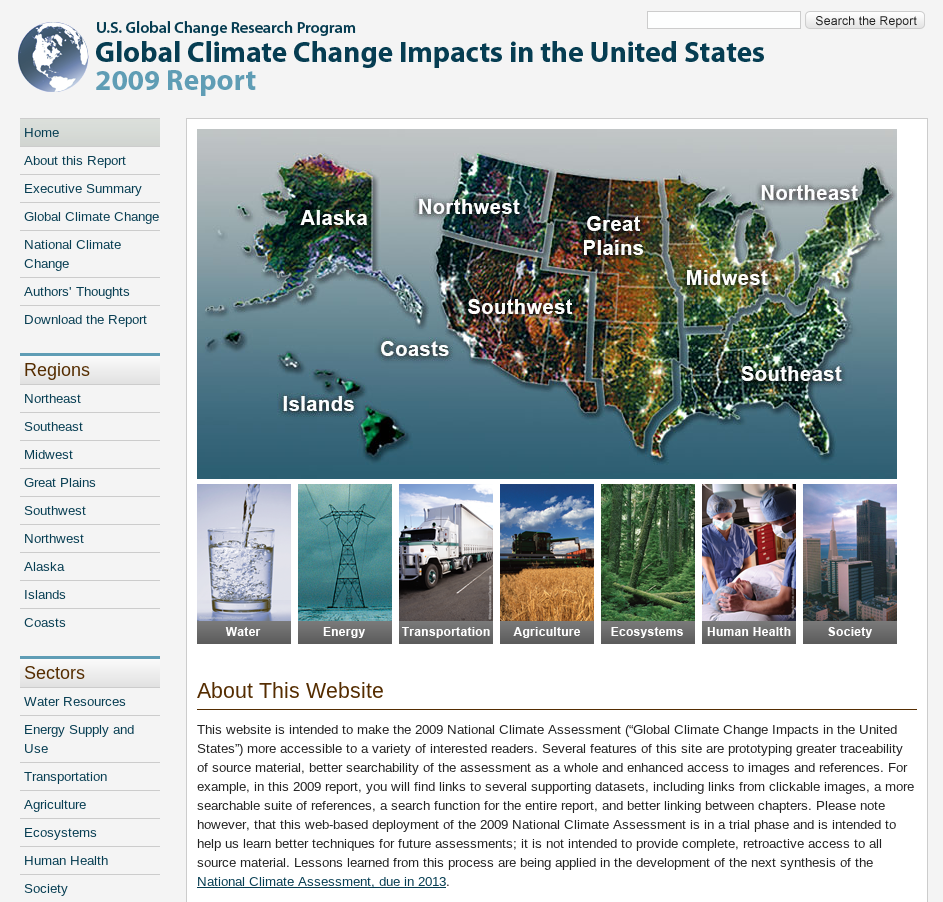 U.S. Global Change Research Program
Search the Report
Global Climate Change Impacts in the United States
2009 Report
Home
About this Report
Executive Summary
Global Climate Change
National Climate
Change
Authors' Thoughts
Download the Report
Regions
Northeast
Southeast
Midwest
Great Plains
Southwest
Northwest
Alaska
Islands
Coasts
Sectors
Water Resources
Energy Supply and
Use
Transportation
Agriculture
Ecosystems
Human Health
Society
Alaska
Northwest
Great
Plains
Northeast
Midwest
Southwest
Coasts
Southeast
Islands
Water
Energy
Transportation
Agriculture
Ecosystems
Human Health
Society
About This Website
This website is intended to make the 2009 National Climate Assessment (“Global Climate Change Impacts in the United
States”) more accessible to a variety of interested readers. Several features of this site are prototyping greater traceability
of source material, better searchability of the assessment as a whole and enhanced access to images and references. For
example, in this 2009 report, you will find links to several supporting datasets, including links from clickable images, a more
searchable suite of references, a search function for the entire report, and better linking between chapters. Please note
however, that this web-based deployment of the 2009 National Climate Assessment is in a trial phase and is intended to
help us learn better techniques for future assessments; it is not intended to provide complete, retroactive access to all
source material. Lessons learned from this process are being applied in the development of the next synthesis of the
National Climate Assessment, due in 2013.